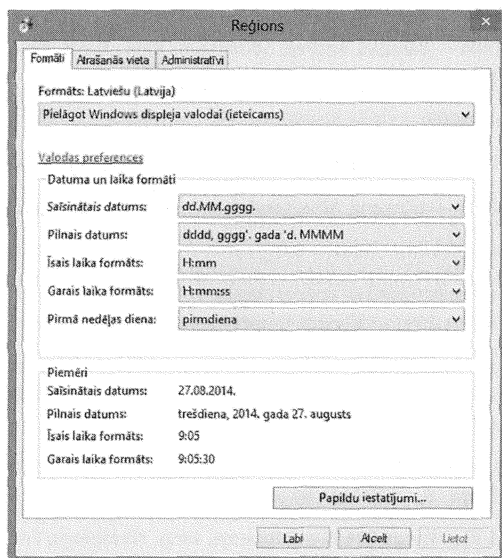 Reģions
Formāti Atrašanās vieta Administratīvi
Formāts: Latviešu (Latvija)
Pielāgot Windows displeja valodai (ieteicams)
Valodas preferences
Datuma un laika formāti
Saīsinātais datums: dd.MM.gggg.
Pilnais datums: dddd, gggg'. gada 'd. MMMM
Īsais laika formāts: H:mm
Garais laika formāts: H:mm:ss
Pirmā nedēļas diena: pirmdiena
Piemēri
Saīsinātais datums: 27.08.2014.
Pilnais datums: trešdiena, 2014. gada 27. augusts
Īsais laika formāts: 9:05
Garais laika formāts: 9:05:30
Papildu iestatījumi...
Labi Atcelt Lietot